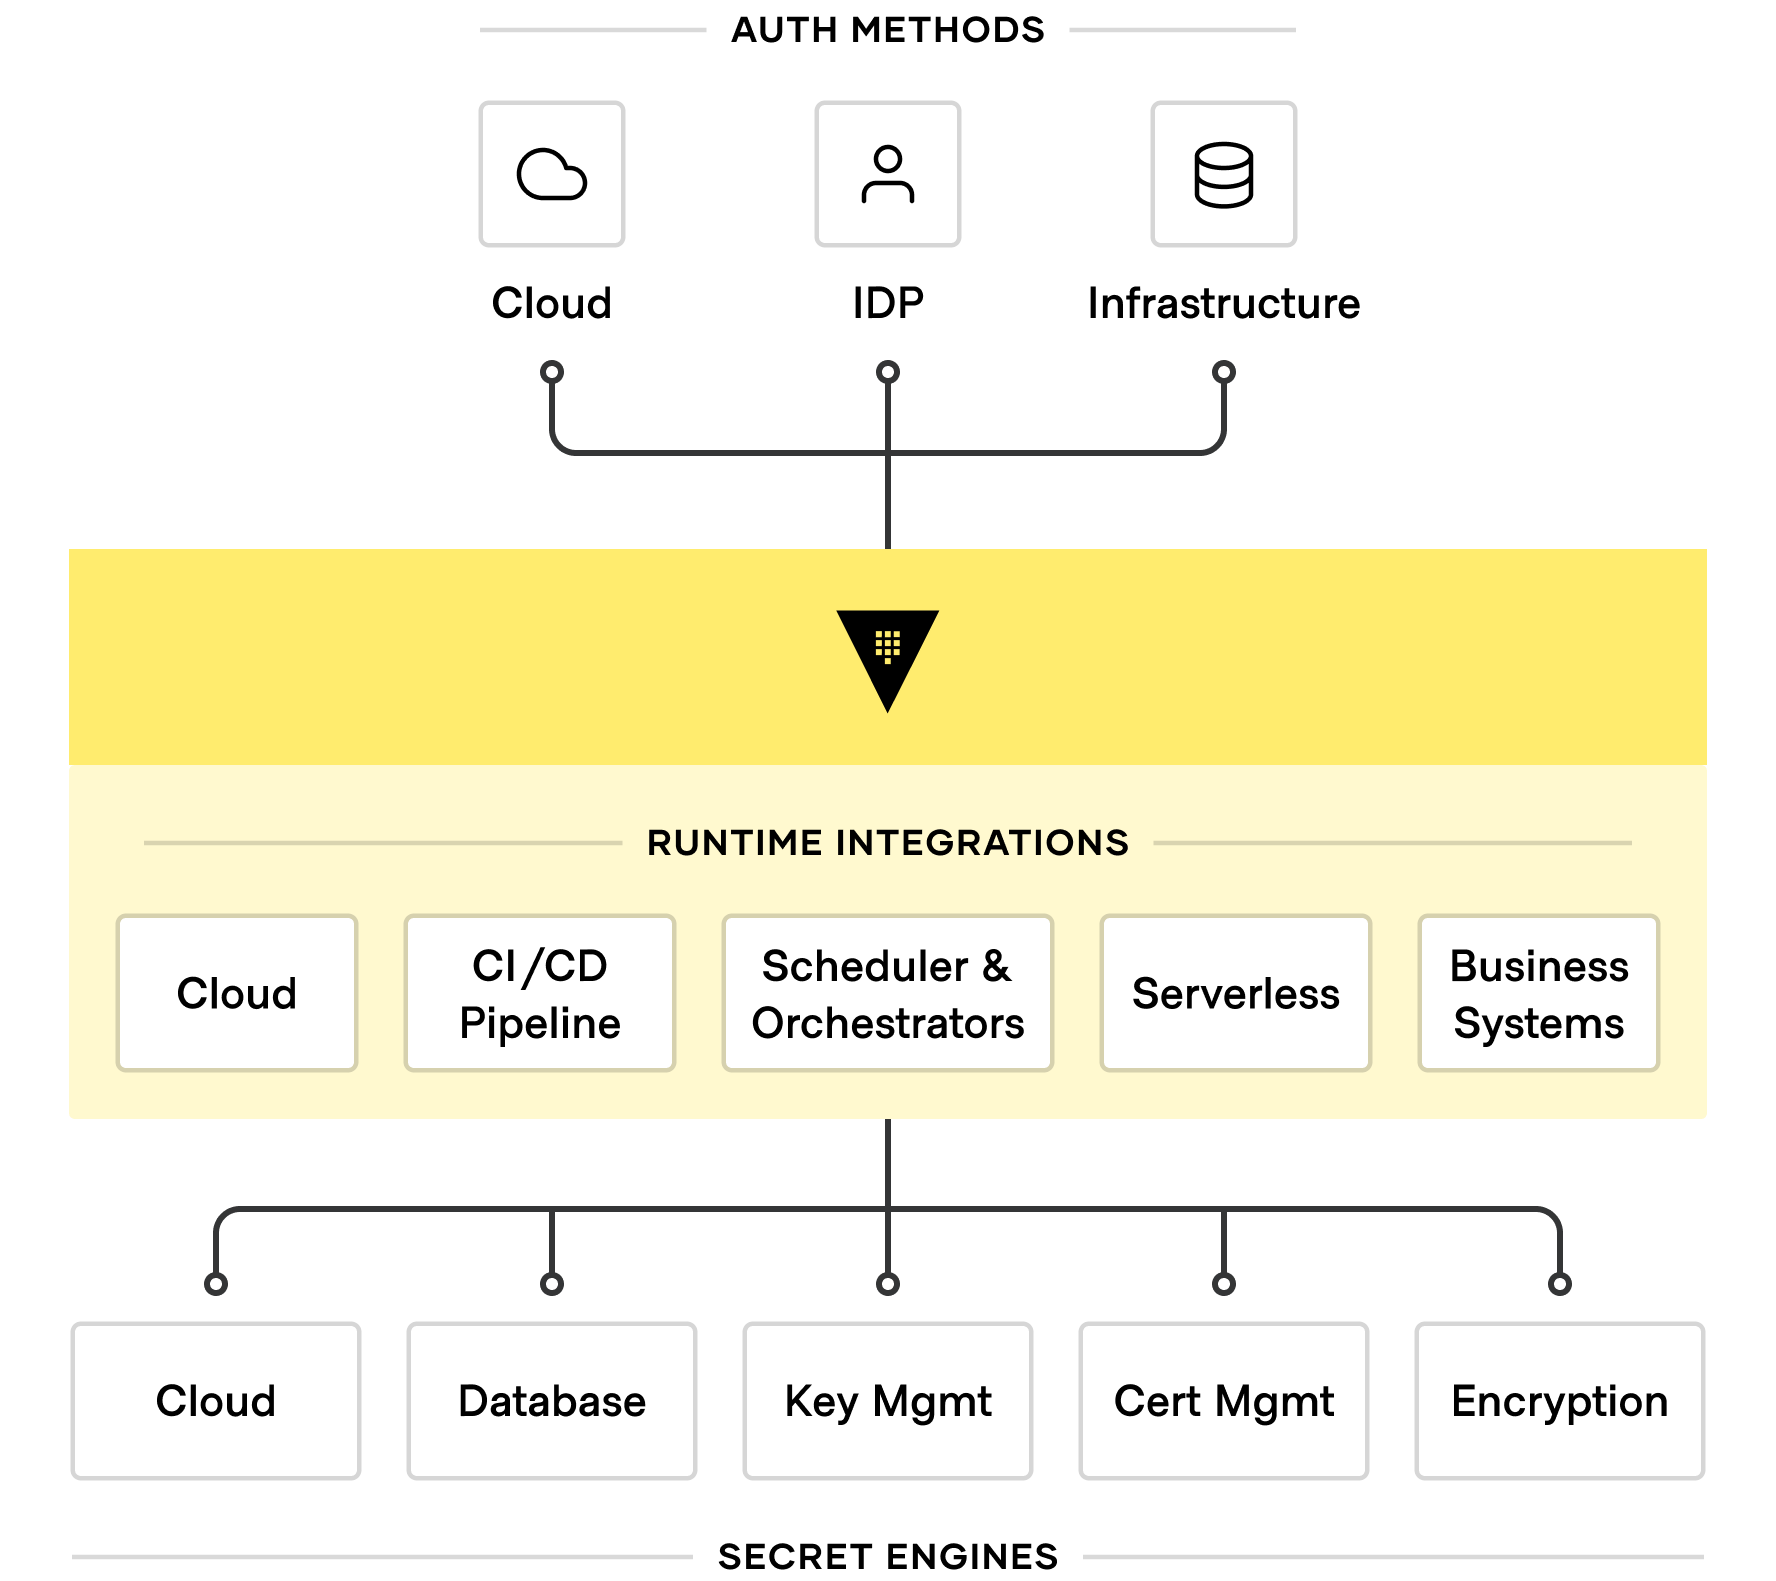 AUTH METHODS
Cloud
IDP
Infrastructure
RUNTIME INTEGRATIONS
Cloud
CI/CD
Pipeline
Scheduler &
Orchestrators
Serverless
Business
Systems
Cloud
Database
Key Mgmt
Cert Mgmt
Encryption
SECRET ENGINES